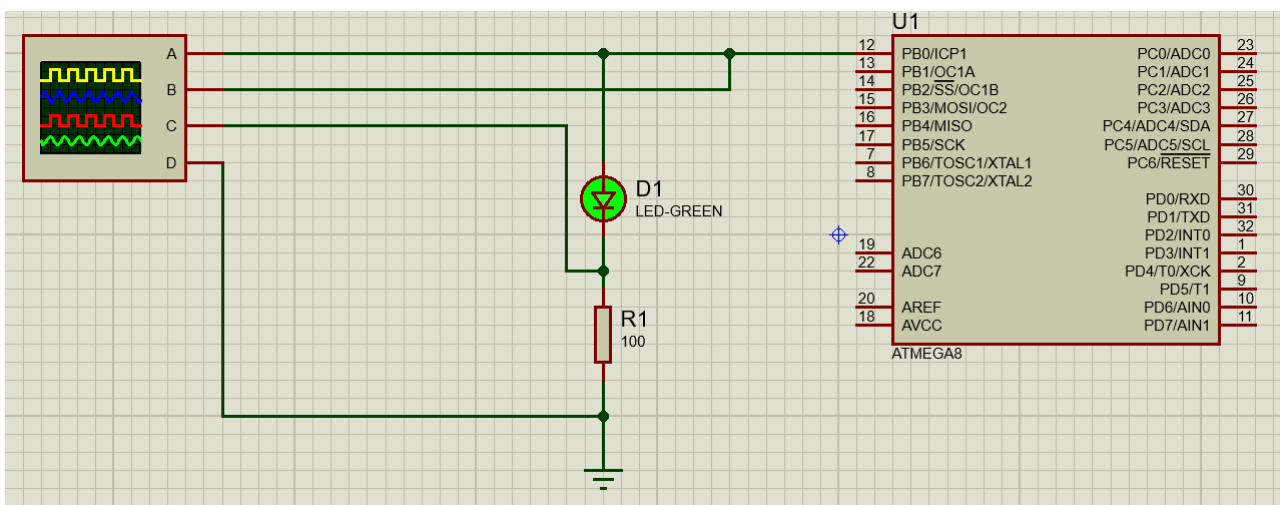 A
B
C
D
D1
LED-GREEN
R1
100
U1
12
PB0/ICP1
13
PB1/OC1A
14
PB2/SS/OC1B
15
PB3/MOSI/OC2
16
PB4/MISO
17
PB5/SCK
7
PB6/TOSC1/XTAL1
8
PB7/TOSC2/XTAL2
19
ADC6
22
ADC7
20
AREF
18
AVCC
PC0/ADC0
23
PC1/ADC1
24
PC2/ADC2
25
PC3/ADC3
26
PC4/ADC4/SDA
27
PC5/ADC5/SCL
28
PC6/RESET
29
PD0/RXD
30
PD1/TXD
31
PD2/INT0
32
PD3/INT1
1
PD4/T0/XCK
2
PD5/T1
9
PD6/AIN0
10
PD7/AIN1
11
ATMEGA8